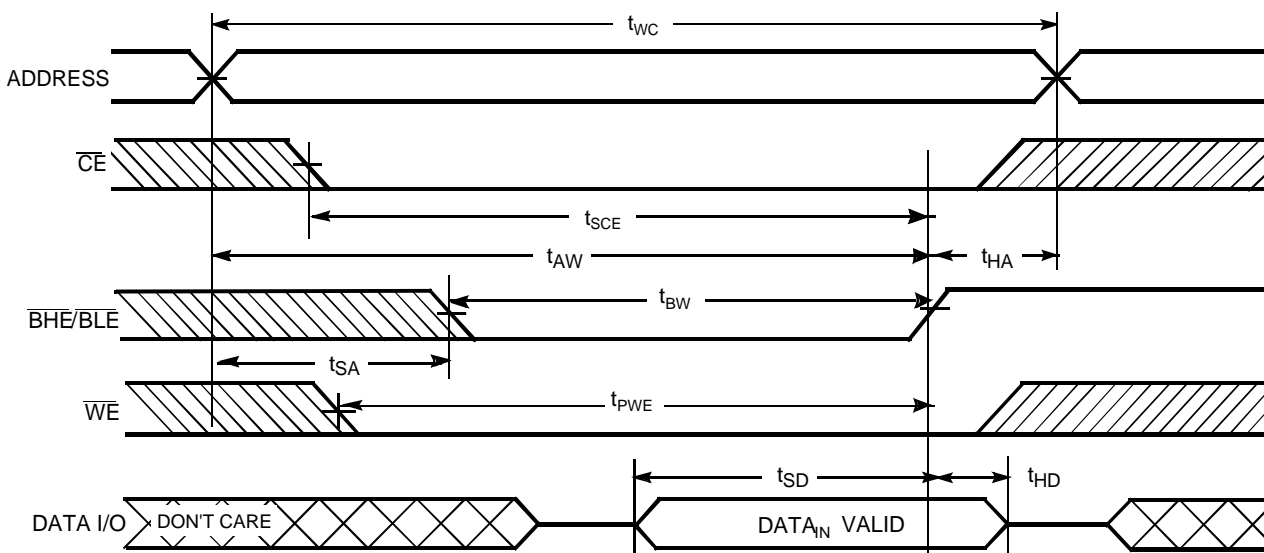 tWC
ADDRESS
CE
tSCE
tAW
tHA
tBW
BHE/BLE
tSA
tPWE
WE
tSD
tHD
DATA I/O
DON'T CARE
DATAIN VALID